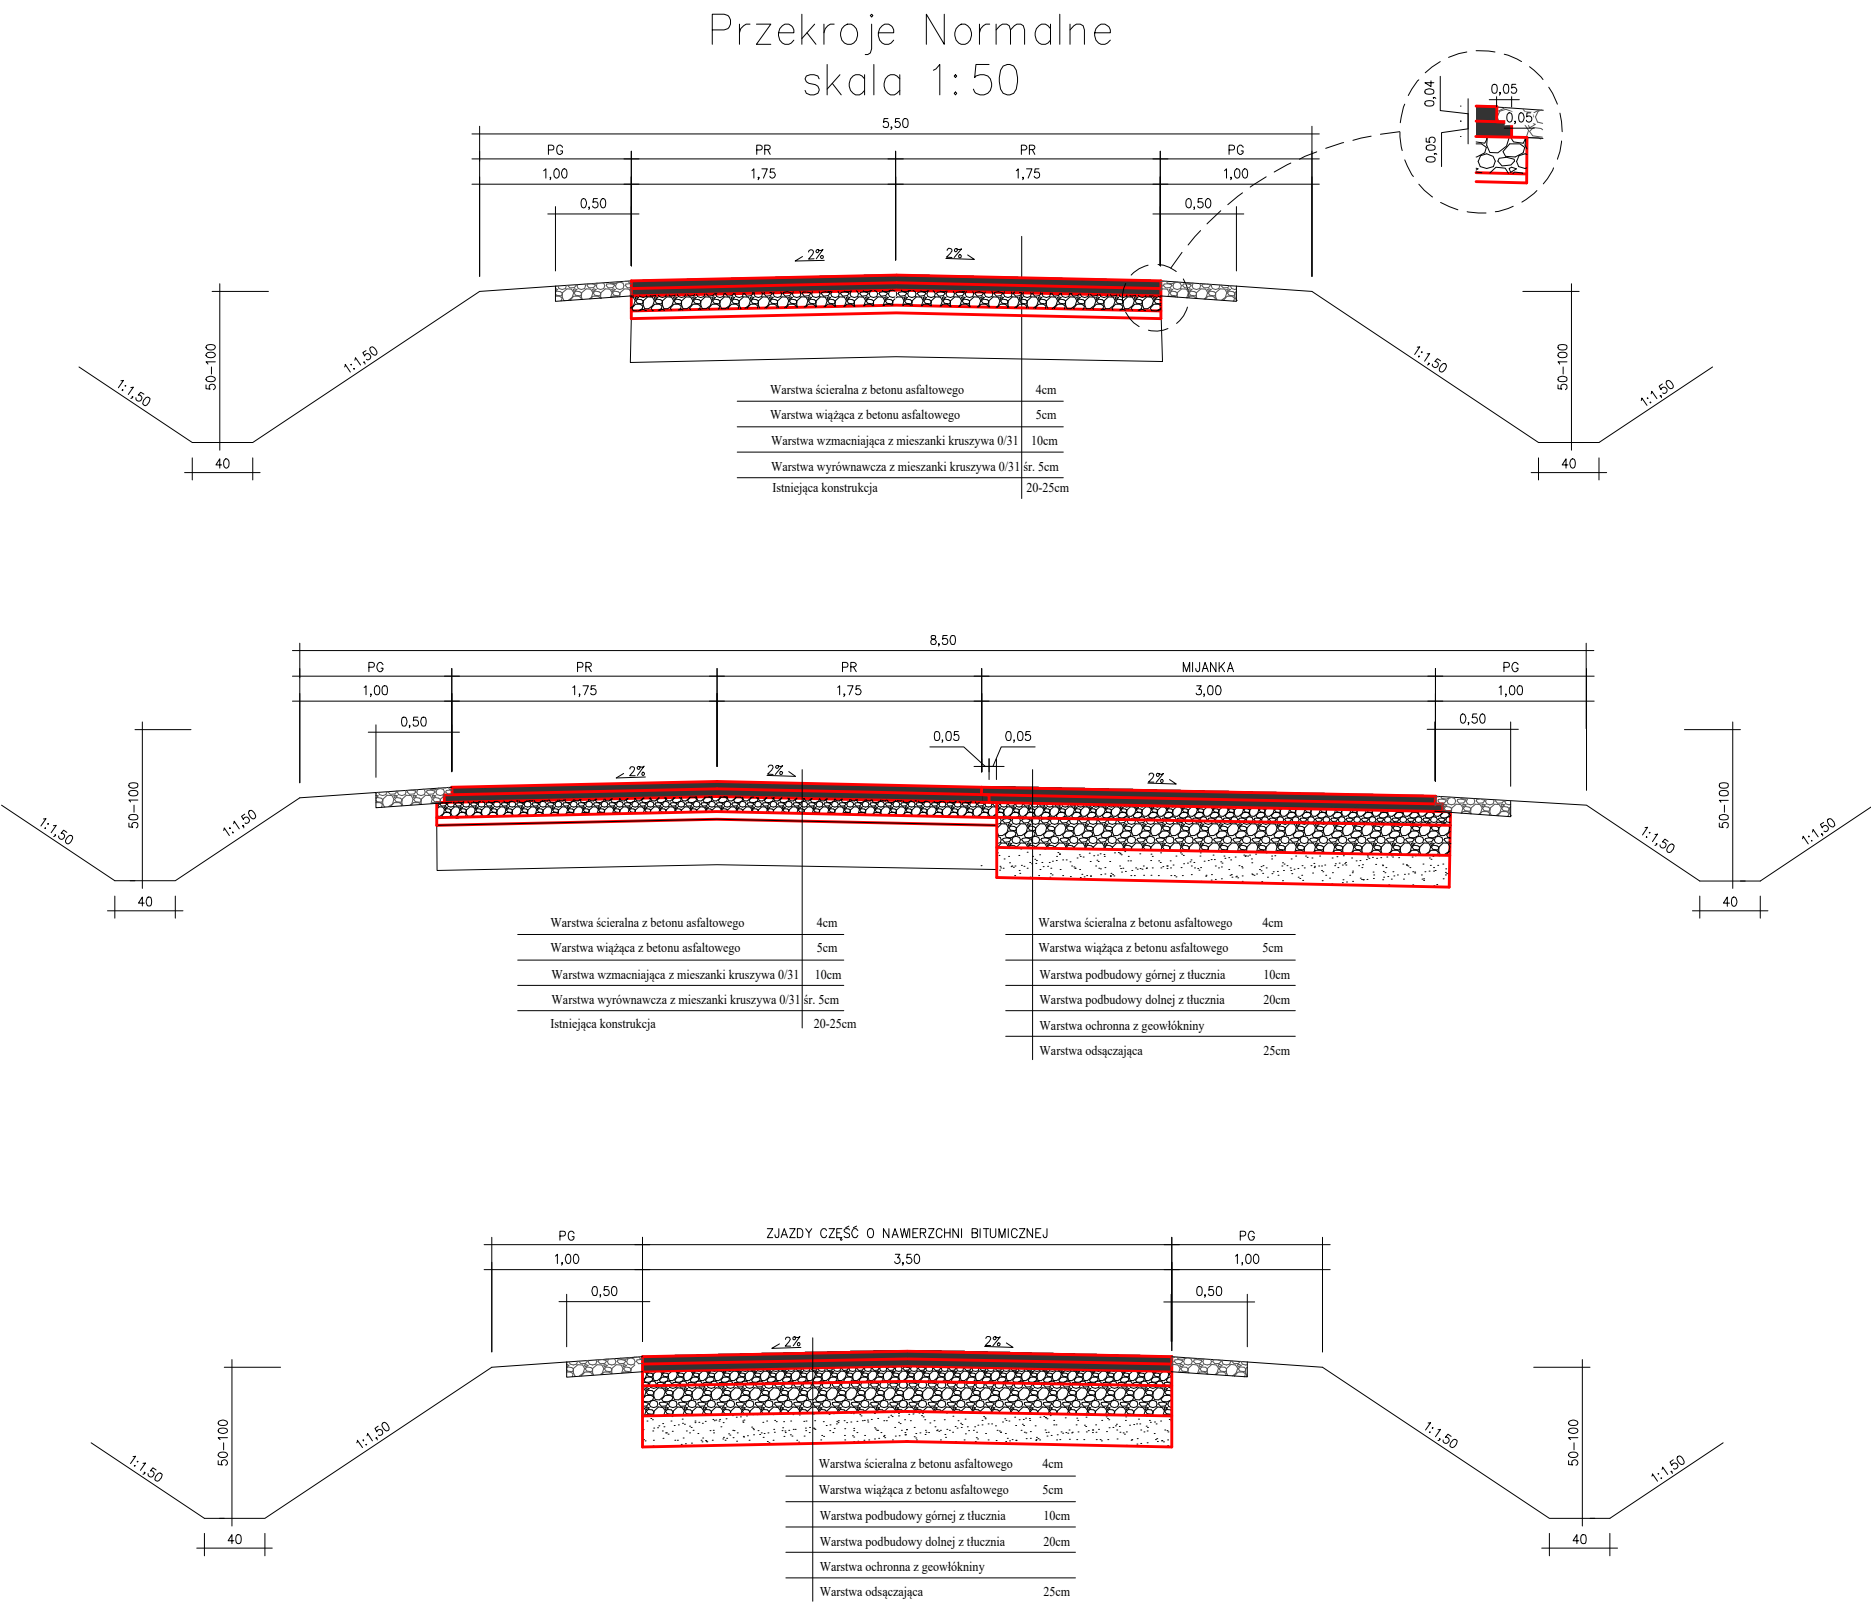 Przekroje Normalne
skala 1:50
0,04
0,05
0,05
0,05
5,50
PG PR PR PG
1,00 1,75 1,75 1,00
0,50 0,50
2% 2%
1:1,50 50-100 1:1,50 1:1,50 50-100 1:1,50
40 40
Warstwa ścieralna z betonu asfaltowego 4cm
Warstwa wiążąca z betonu asfaltowego 5cm
Warstwa wzmacniająca z mieszanki kruszywa 0/31 10cm
Warstwa wyrównawcza z mieszanki kruszywa 0/31 śr. 5cm
Istniejąca konstrukcja 20-25cm
8,50
PG PR PR MIJANKA PG
1,00 1,75 1,75 3,00 1,00
0,50 0,50
0,05 0,05
2% 2% 2%
1:1,50 50-100 1:1,50 1:1,50 50-100 1:1,50
40 40
Warstwa ścieralna z betonu asfaltowego 4cm
Warstwa wiążąca z betonu asfaltowego 5cm
Warstwa wzmacniająca z mieszanki kruszywa 0/31 10cm
Warstwa wyrównawcza z mieszanki kruszywa 0/31 śr. 5cm
Istniejąca konstrukcja 20-25cm
Warstwa ścieralna z betonu asfaltowego 4cm
Warstwa wiążąca z betonu asfaltowego 5cm
Warstwa podbudowy górnej z tłucznia 10cm
Warstwa podbudowy dolnej z tłucznia 20cm
Warstwa ochronna z geowłókniny
Warstwa odsączająca 25cm
PG ZJAZDY CZĘŚĆ O NAWIERZCHNI BITUMICZNEJ PG
1,00 3,50 1,00
0,50 0,50
2% 2%
1:1,50 50-100 1:1,50 1:1,50 50-100 1:1,50
40 40
Warstwa ścieralna z betonu asfaltowego 4cm
Warstwa wiążąca z betonu asfaltowego 5cm
Warstwa podbudowy górnej z tłucznia 10cm
Warstwa podbudowy dolnej z tłucznia 20cm
Warstwa ochronna z geowłókniny
Warstwa odsączająca 25cm